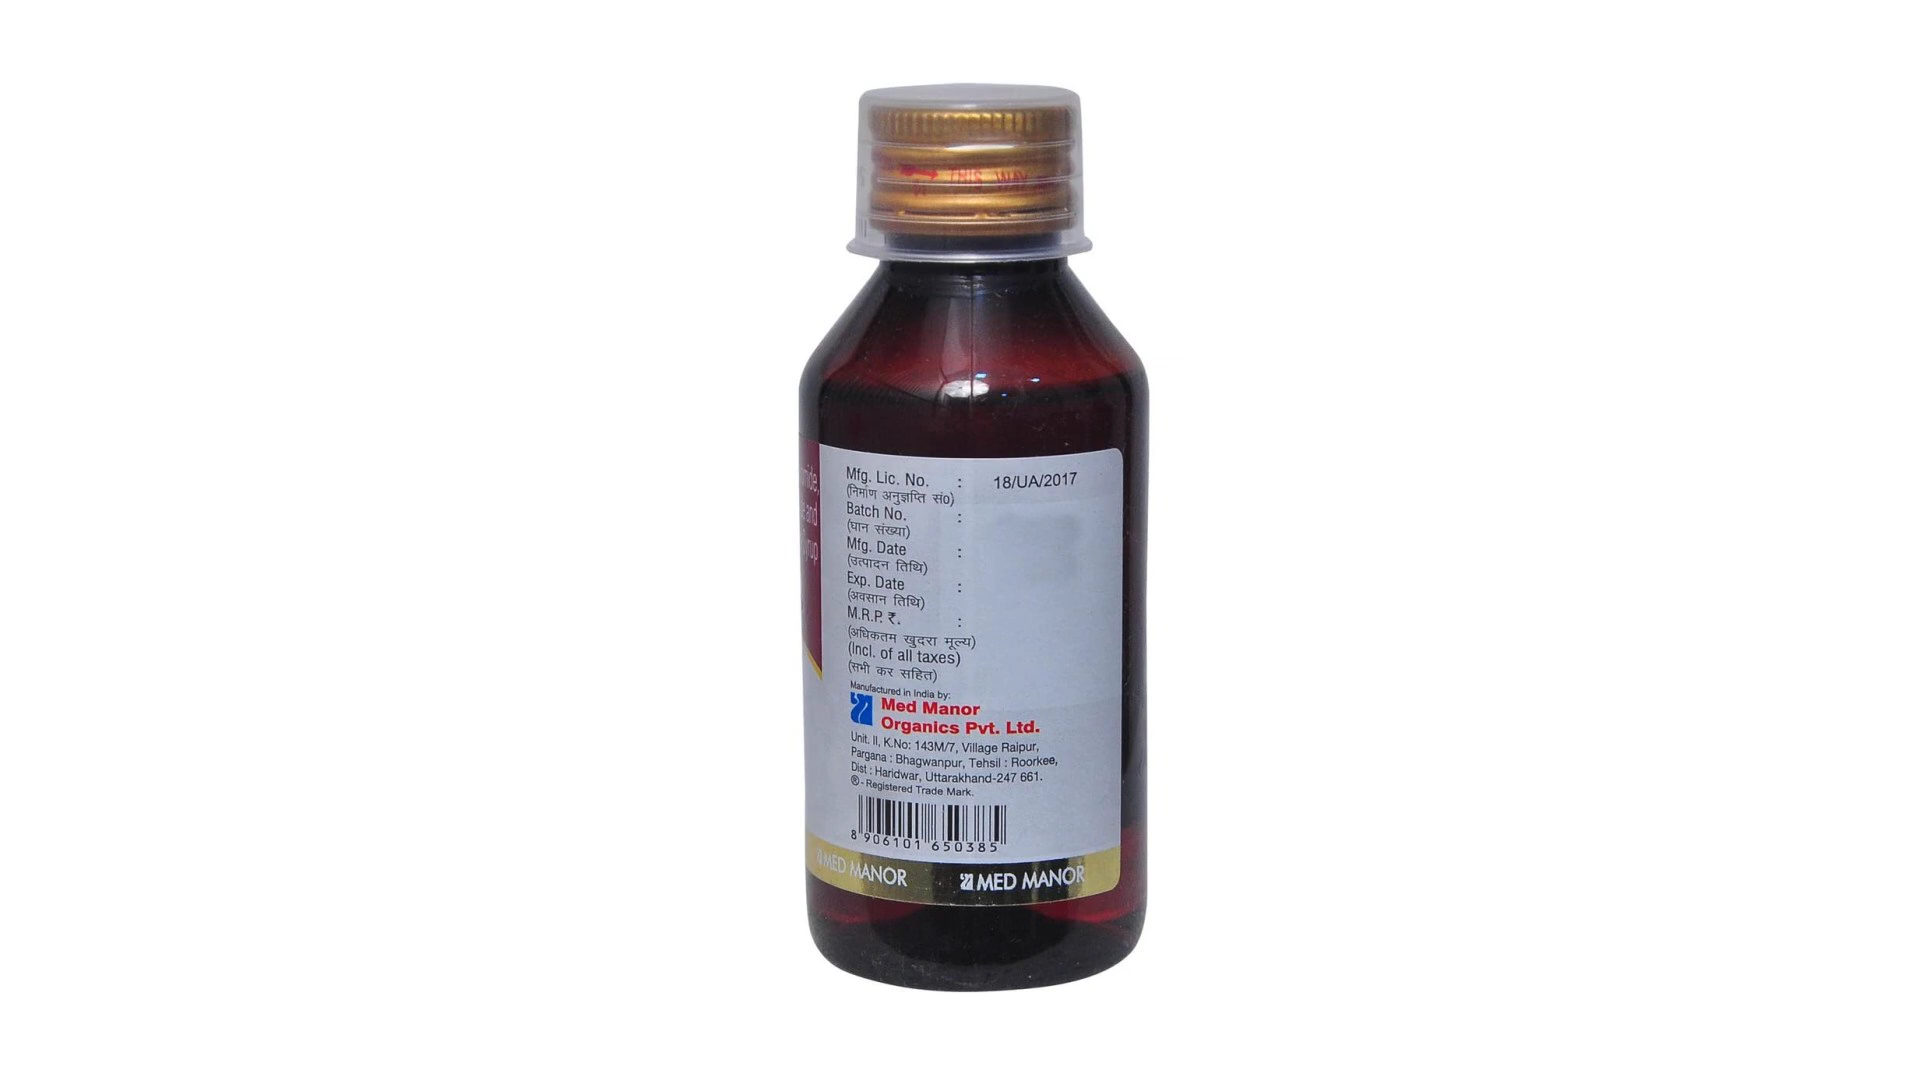 THIS WAY
Mfg. Lic. No. : 18/UA/2017
(निर्माण अनुज्ञप्ति सं०)
Batch No. :
(घान संख्या)
Mfg. Date :
(उत्पादन तिथि)
Exp. Date :
(अवसान तिथि)
M.R.P. ₹. :
(अधिकतम खुदरा मूल्य)
(Incl. of all taxes)
(सभी कर सहित)
Manufactured in India by:
Med Manor
Organics Pvt. Ltd.
Unit. II, K.No: 143M/7, Village Raipur,
Pargana : Bhagwanpur, Tehsil : Roorkee,
Dist : Haridwar, Uttarakhand-247 661.
® - Registered Trade Mark.
8 906101 650385
MED MANOR MED MANOR